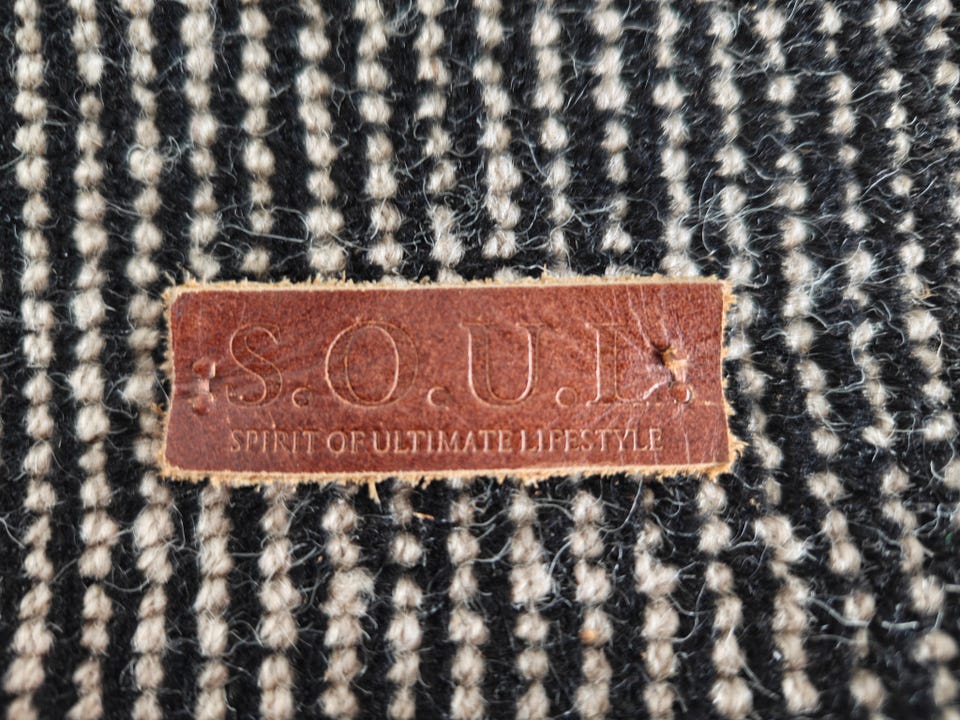 S.O.U.L.
SPIRIT OF ULTIMATE LIFESTYLE